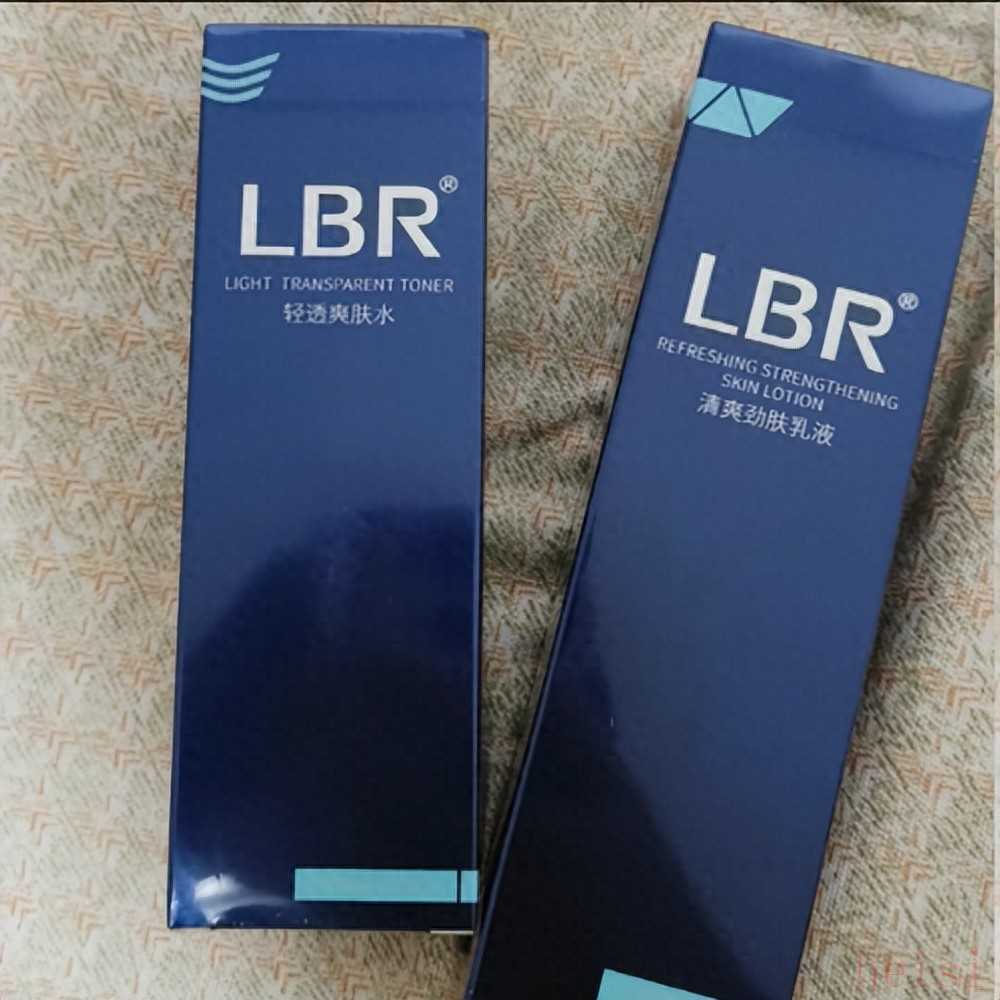 LBR®
LIGHT TRANSPARENT TONER
轻透爽肤水
LBR®
REFRESHING STRENGTHENING
SKIN LOTION
清爽劲肤乳液